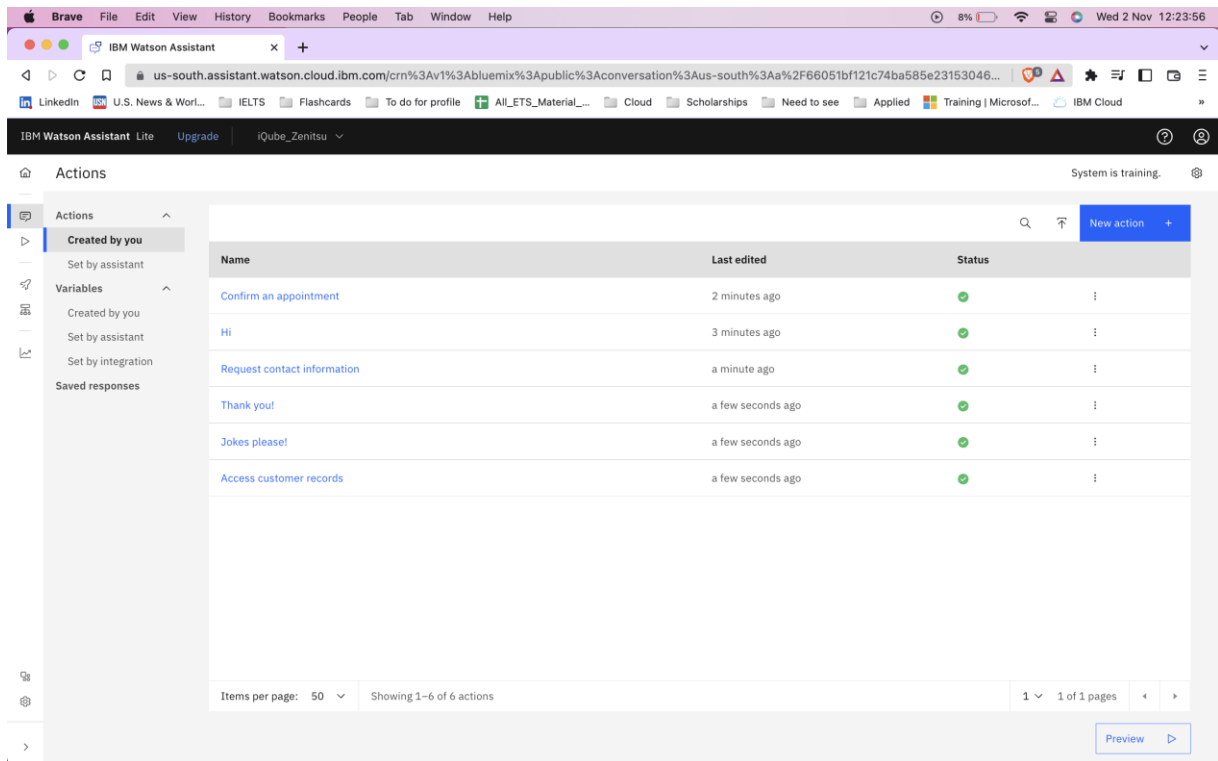 Brave File Edit View History Bookmarks People Tab Window Help 8% Wed 2 Nov 12:23:56
IBM Watson Assistant
us-south.assistant.watson.cloud.ibm.com/crn%3Av1%3Abluemix%3Apublic%3Aconversation%3Aus-south%3Aa%2F66051bf121c74ba585e23153046... 5
LinkedIn USN U.S. News & Worl... IELTS Flashcards To do for profile All_ETS_Material_... Cloud Scholarships Need to see Applied Training | Microsof... IBM Cloud »
IBM Watson Assistant Lite Upgrade iQube_Zenitsu
Actions System is training.
Actions
Created by you
Set by assistant
Variables
Created by you
Set by assistant
Set by integration
Saved responses
New action +
Name Last edited Status
Confirm an appointment 2 minutes ago
Hi 3 minutes ago
Request contact information a minute ago
Thank you! a few seconds ago
Jokes please! a few seconds ago
Access customer records a few seconds ago
Items per page: 50 Showing 1–6 of 6 actions 1 1 of 1 pages
Preview